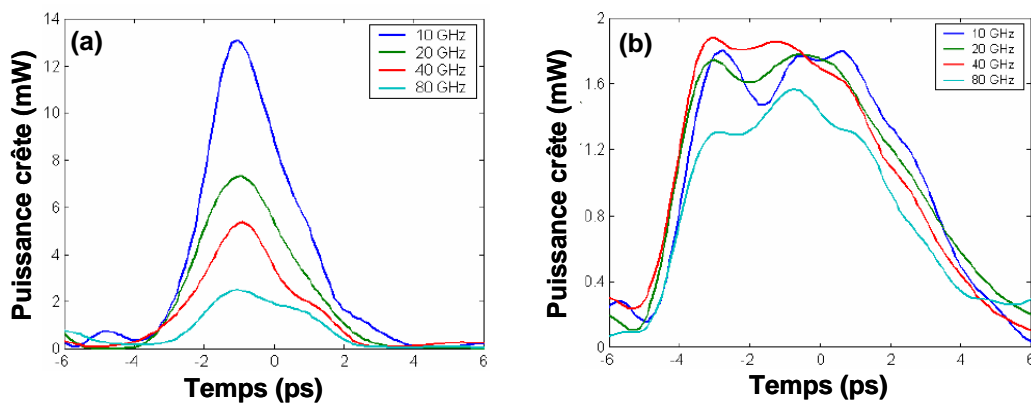 (a)
10 GHz
20 GHz
40 GHz
80 GHz
Puissance crête (mW)
14
12
10
8
6
4
2
0
-6 -4 -2 0 2 4 6
Temps (ps)
(b)
10 GHz
20 GHz
40 GHz
80 GHz
Puissance crête (mW)
2
1.6
1.2
0.8
0.4
0
-6 -4 -2 0 2 4 6
Temps (ps)